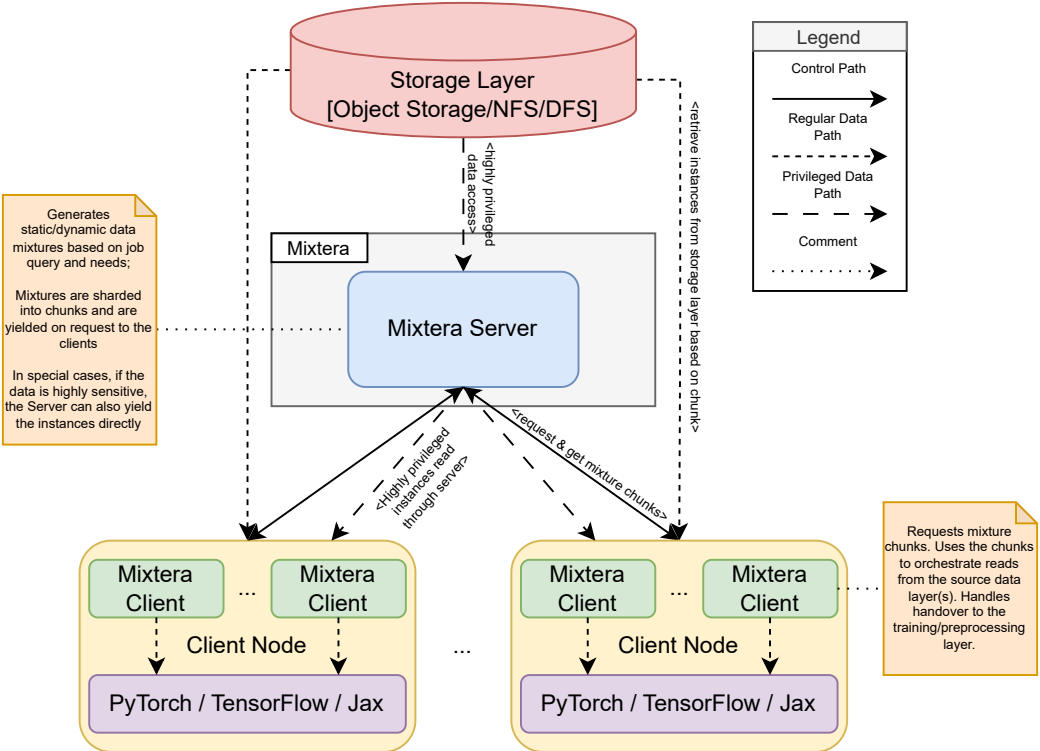 Storage Layer
[Object Storage/NFS/DFS]
Legend
Control Path
Regular Data
Path
Privileged Data
Path
Comment
<highly privileged
data access>
<retrieve instances from storage layer based on chunk>
Generates
static/dynamic data
mixtures based on job
query and needs;
Mixtures are sharded
into chunks and are
yielded on request to the
clients
In special cases, if the
data is highly sensitive,
the Server can also yield
the instances directly
Mixtera
Mixtera Server
<Highly privileged
instances read
through server>
<request & get mixture chunks>
Requests mixture
chunks. Uses the chunks
to orchestrate reads
from the source data
layer(s). Handles
handover to the
training/preprocessing
layer.
Mixtera
Client
...
Mixtera
Client
Client Node
PyTorch / TensorFlow / Jax
...
Mixtera
Client
...
Mixtera
Client
Client Node
PyTorch / TensorFlow / Jax